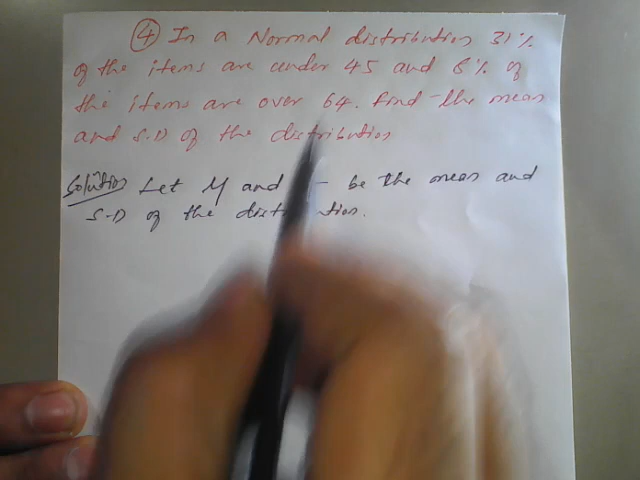 ④ In a Normal distribution 31%
of the items are under 45 and 8% of
the items are over 64. Find the mean
and S.D of the distribution
Solution Let M and be the mean and
S.D of the